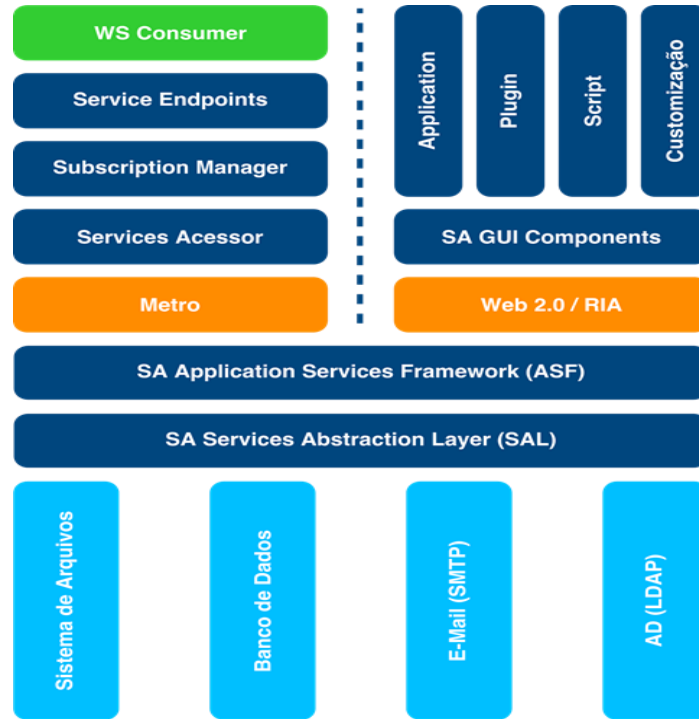 WS Consumer
Service Endpoints
Subscription Manager
Services Acessor
Metro
Application
Plugin
Script
Customização
SA GUI Components
Web 2.0 / RIA
SA Application Services Framework (ASF)
SA Services Abstraction Layer (SAL)
Sistema de Arquivos
Banco de Dados
E-Mail (SMTP)
AD (LDAP)